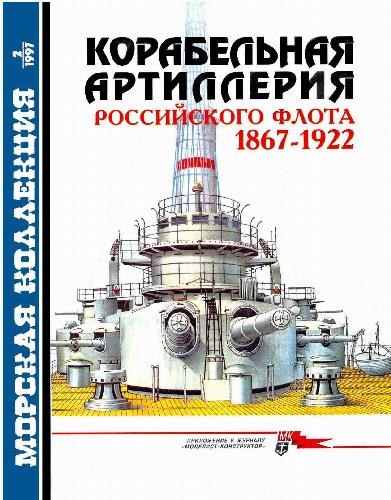 2
1997
МОРСКАЯ КОЛЛЕКЦИЯ
КОРАБЕЛЬНАЯ
АРТИЛЛЕРИЯ
РОССИЙСКОГО ФЛОТА
1867-1922
ПРИЛОЖЕНИЕ К ЖУРНАЛУ
«МОДЕЛИСТ-КОНСТРУКТОР»